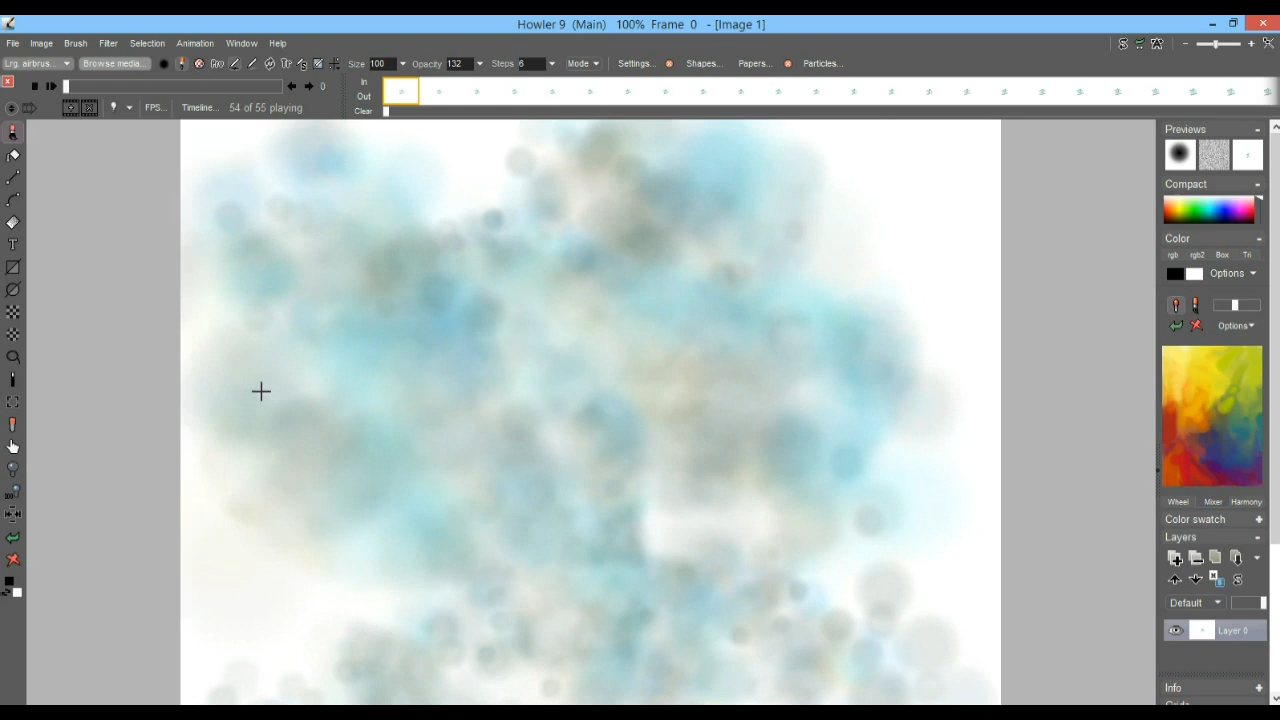 Howler 9 (Main) 100% Frame 0 - [Image 1]
File Image Brush Filter Selection Animation Window Help
Lrg. airbrus... Browse media... Size 100 Opacity 132 Steps 6 Mode Settings... Shapes... Papers... Particles...
0
In
Out
Clear
FPS... Timeline... 54 of 55 playing
Previews
Compact
Color
rgb rgb2 Box Tri
Options
Options
Wheel Mixer Harmony
Color swatch
Layers
Default
Layer 0
Info